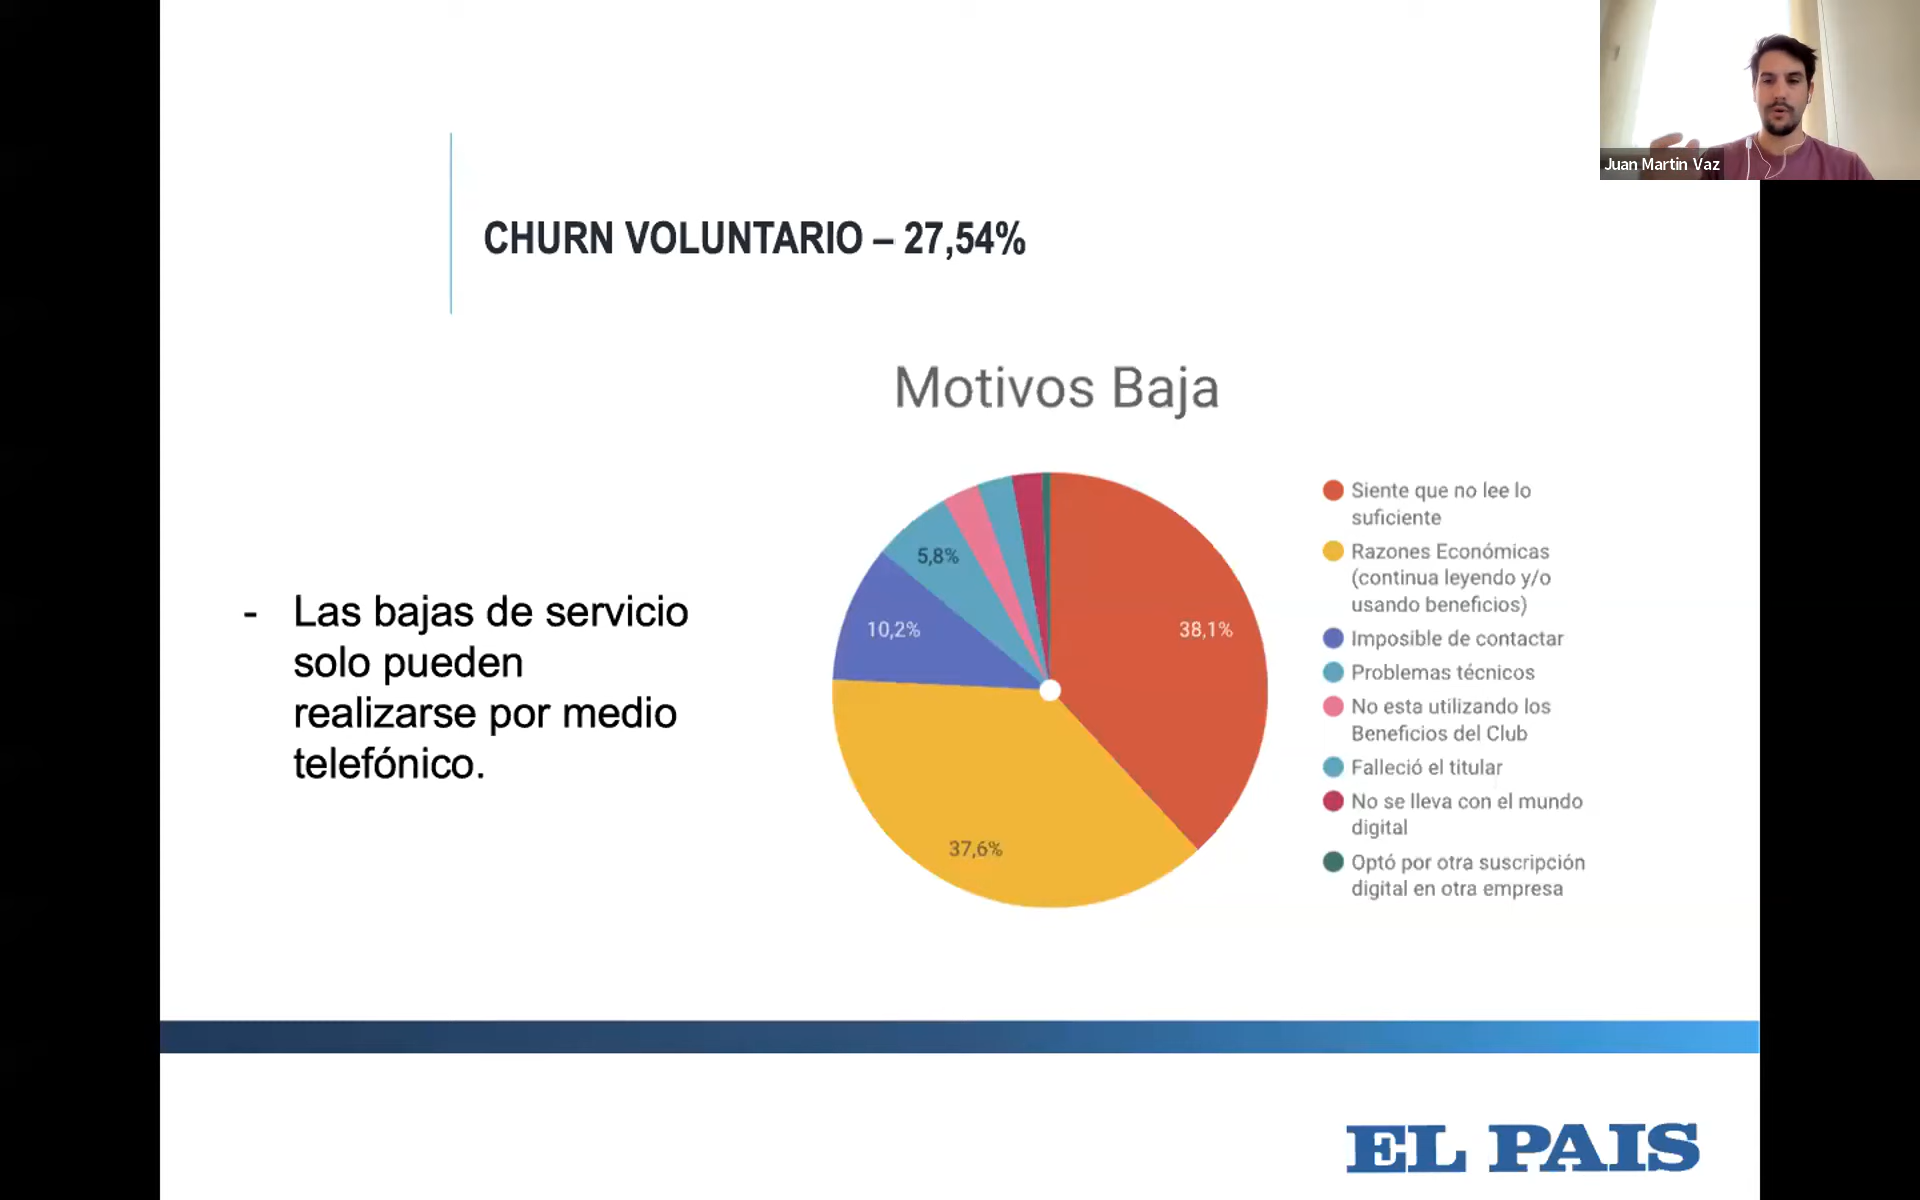 Juan Martin Vaz
CHURN VOLUNTARIO – 27,54%
Motivos Baja
- Las bajas de servicio
solo pueden
realizarse por medio
telefónico.
5,8%
10,2%
38,1%
37,6%
Siente que no lee lo
suficiente
Razones Económicas
(continua leyendo y/o
usando beneficios)
Imposible de contactar
Problemas técnicos
No esta utilizando los
Beneficios del Club
Falleció el titular
No se lleva con el mundo
digital
Optó por otra suscripción
digital en otra empresa
EL PAIS